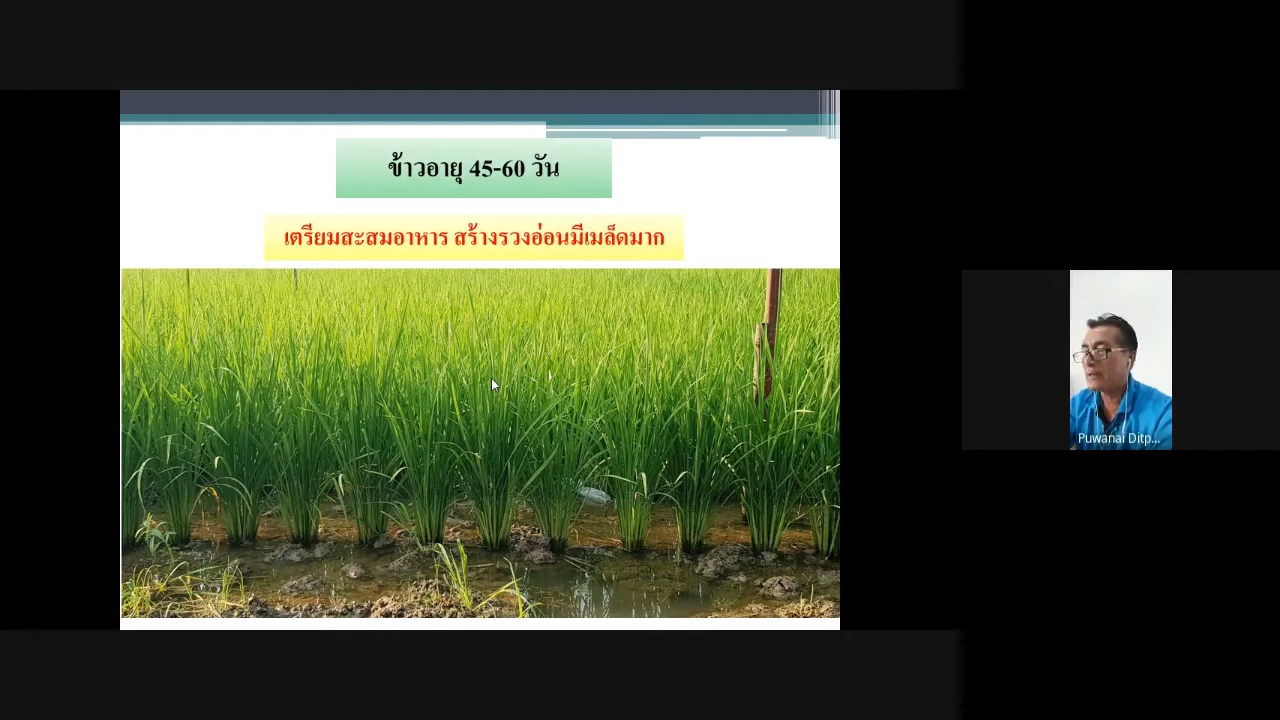 ข้าวอายุ 45-60 วัน
เตรียมสะสมอาหาร สร้างรวงอ่อนมีเมล็ดมาก
Puwanai Ditp...